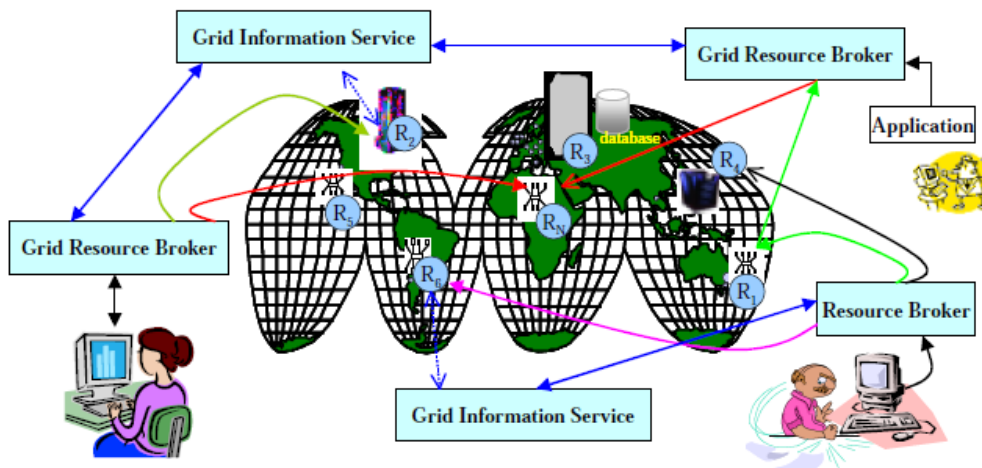 Grid Information Service
Grid Resource Broker
Application
database
R2
R3
R4
R5
RN
R6
R1
Grid Resource Broker
Resource Broker
Grid Information Service